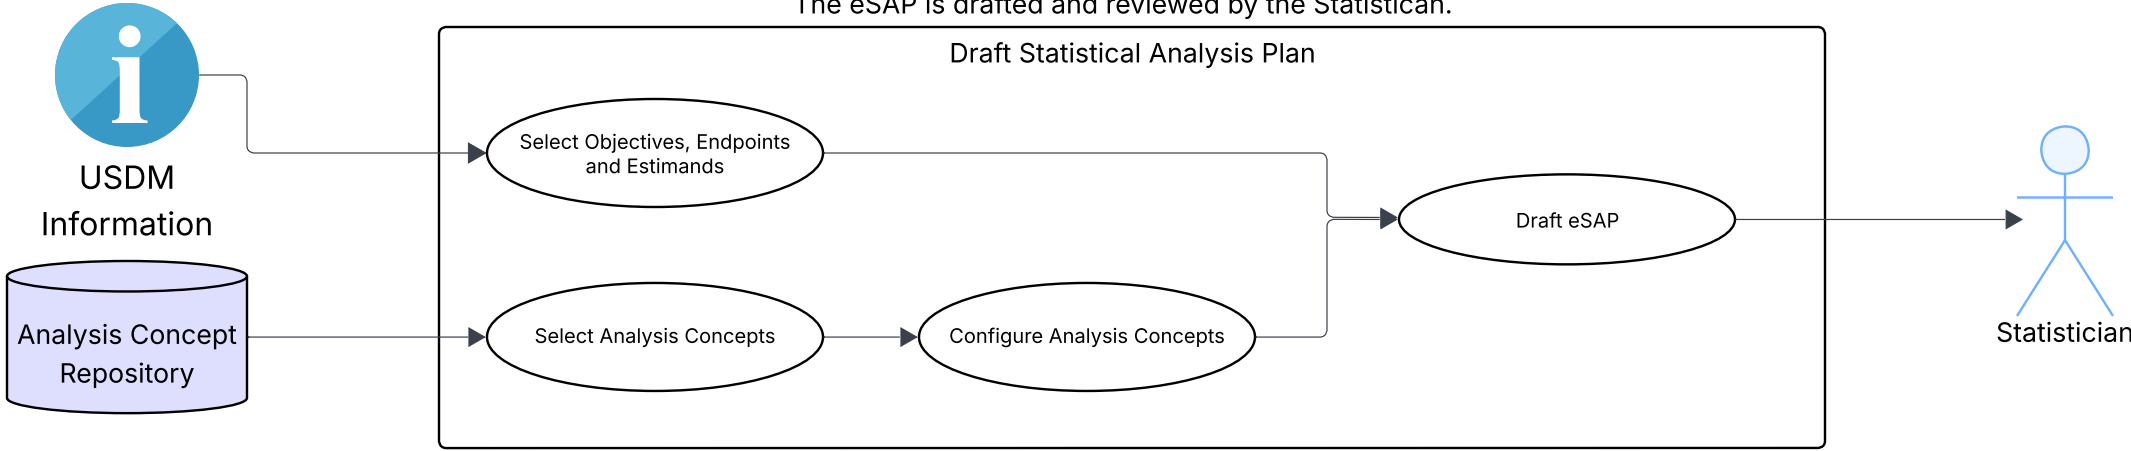 The eSAP is drafted and reviewed by the Statistican.
Draft Statistical Analysis Plan
USDM
Information
Select Objectives, Endpoints
and Estimands
Draft eSAP
Analysis Concept
Repository
Select Analysis Concepts
Configure Analysis Concepts
Statistician